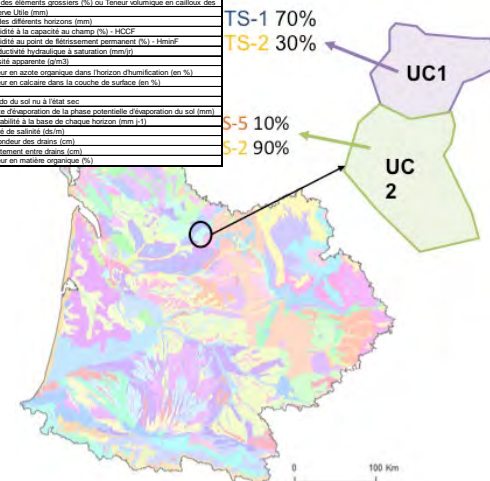 des éléments grossiers (%) ou Teneur volumique en cailloux des
erve Utile (mm)
les différents horizons (mm)
idité à la capacité au champ (%) - HCCF
idité au point de flétrissement permanent (%) - HminF
ductivité hydraulique à saturation (mm/j)
sité apparente (g/m3)
eur en azote organique dans l'horizon d'humification (en %)
eur en calcaire dans la couche de surface (en %)
do du sol nu à l'état sec
e d'évaporation de la phase potentielle d'évaporation du sol (mm)
abilité à la base de chaque horizon (mm j-1)
é de salinité (ds/m)
ondeur des drains (cm)
tement entre drains (cm)
eur en matière organique (%)
TS-1 70%
TS-2 30%
UC1
S-5 10%
S-2 90%
UC
2
0 100 Km